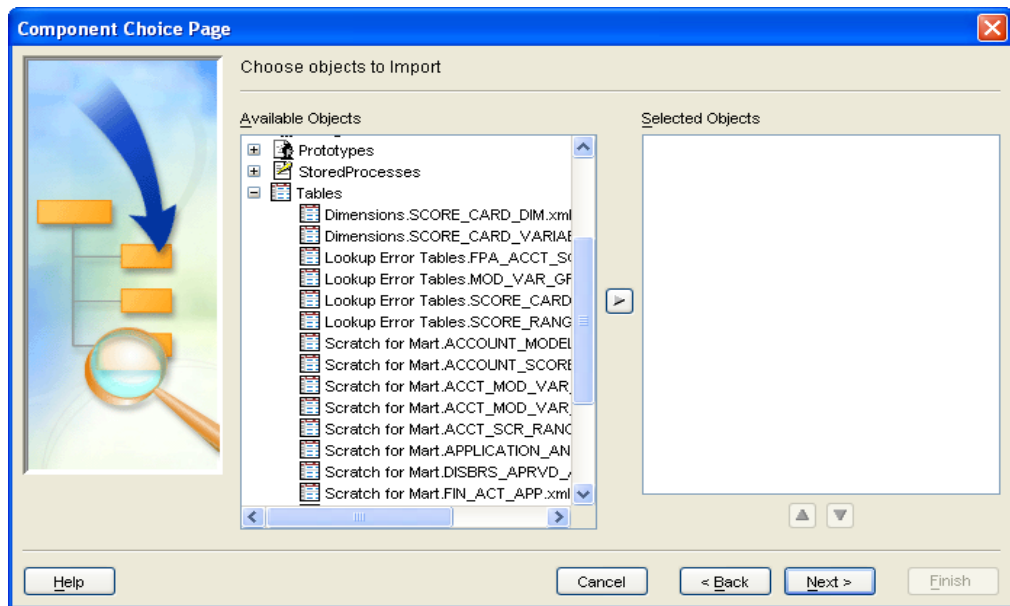 Component Choice Page
Choose objects to Import
Available Objects
Selected Objects
Prototypes
StoredProcesses
Tables
Dimensions.SCORE_CARD_DIM.xml
Dimensions.SCORE_CARD_VARIAB
Lookup Error Tables.FPA_ACCT_SC
Lookup Error Tables.MOD_VAR_GR
Lookup Error Tables.SCORE_CARD
Lookup Error Tables.SCORE_RANG
Scratch for Mart.ACCOUNT_MODEL
Scratch for Mart.ACCOUNT_SCORE
Scratch for Mart.ACCT_MOD_VAR_
Scratch for Mart.ACCT_MOD_VAR_
Scratch for Mart.ACCT_SCR_RANG
Scratch for Mart.APPLICATION_AN
Scratch for Mart.DISBRS_APRVD_
Scratch for Mart.FIN_ACT_APP.xml
Help
Cancel
< Back
Next >
Finish